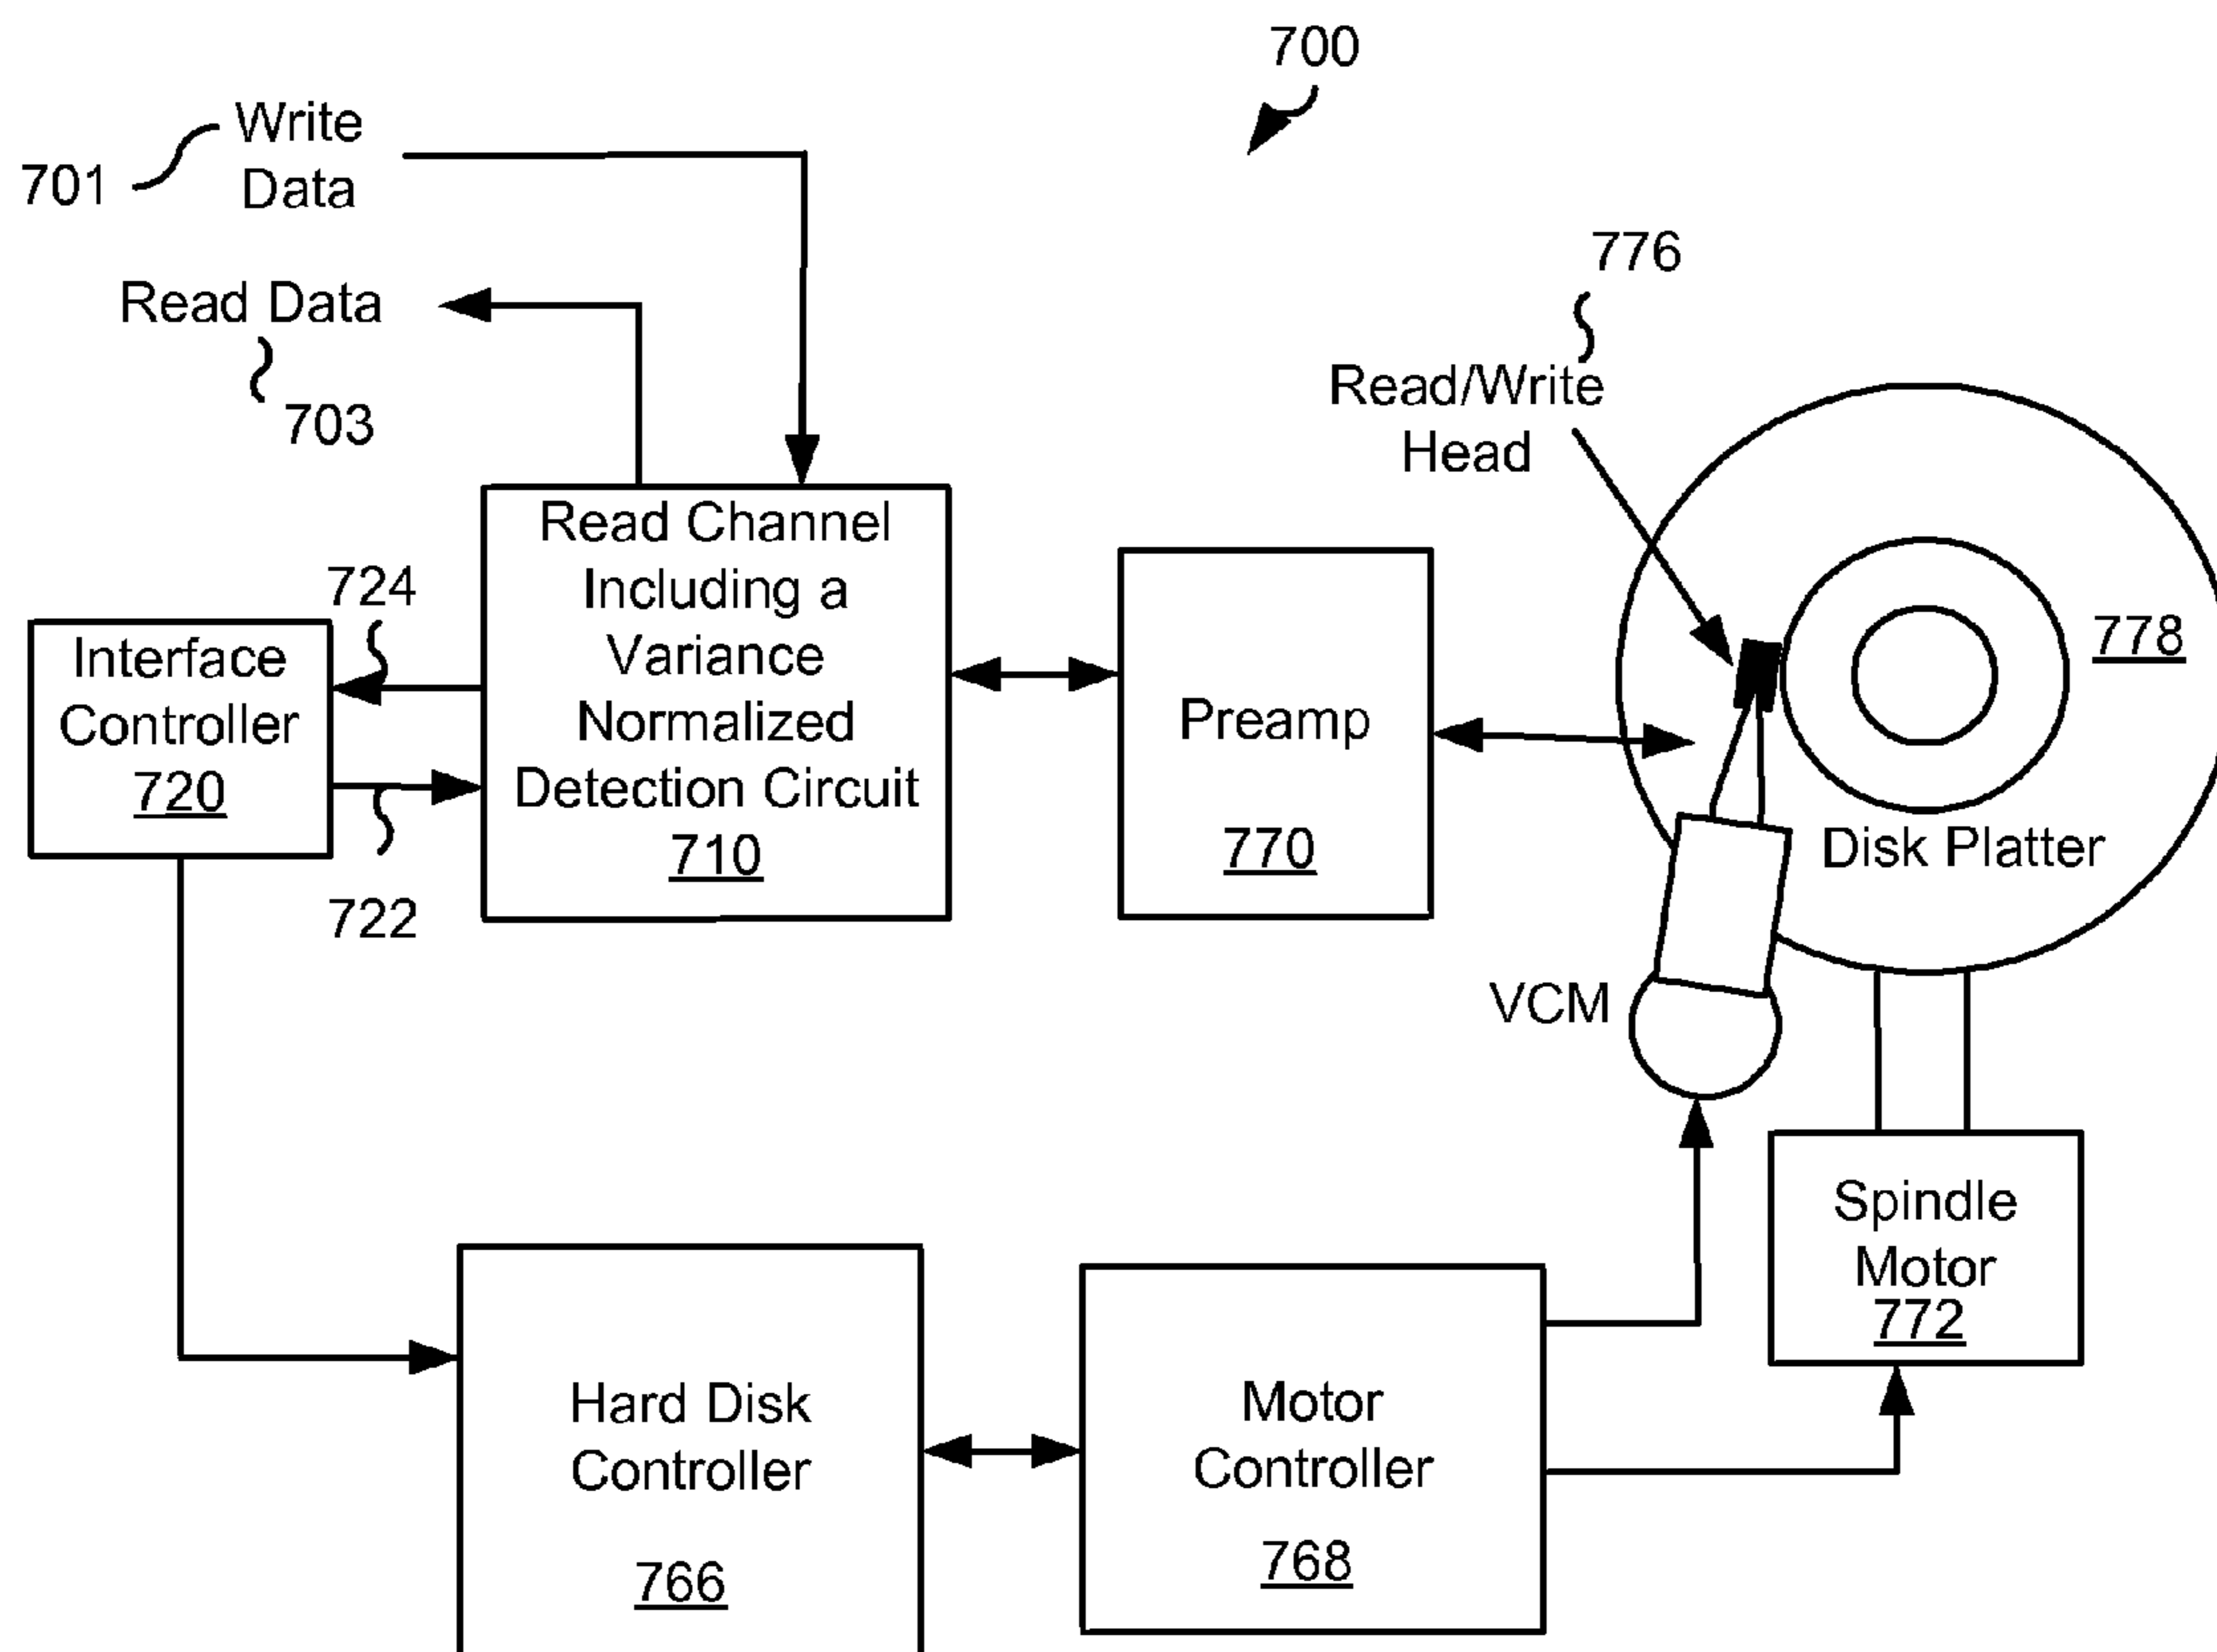 700
701
Write
Data
Read Data
703
776
Read/Write
Head
724
722
Interface
Controller
720
Read Channel
Including a
Variance
Normalized
Detection Circuit
710
Preamp
770
778
Disk Platter
VCM
Spindle
Motor
772
Hard Disk
Controller
766
Motor
Controller
768